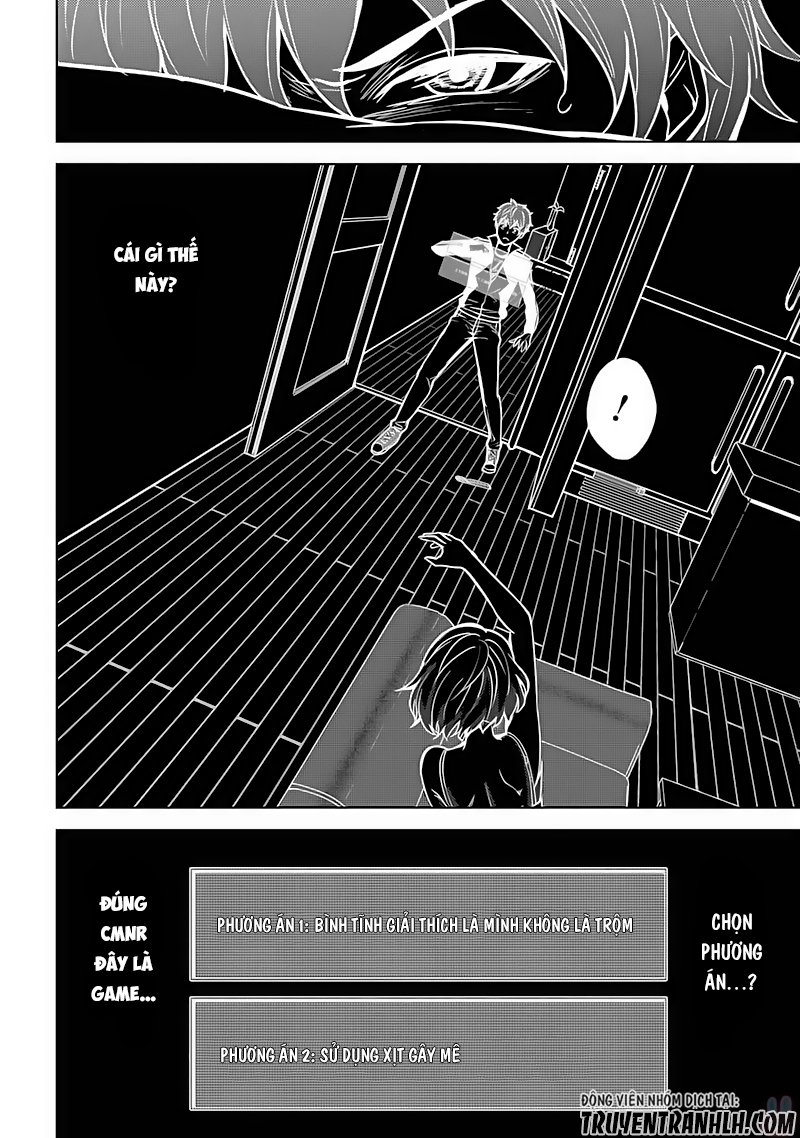 CÁI GÌ THẾ
NÀY?
!
CHỌN
PHƯƠNG
ÁN...?
PHƯƠNG ÁN 1: BÌNH TĨNH GIẢI THÍCH LÀ MÌNH KHÔNG LÀ TRỘM
PHƯƠNG ÁN 2: SỬ DỤNG XỊT GÂY MÊ
ĐÚNG
CMNR
ĐÂY LÀ
GAME...
ĐỘNG VIÊN NHÓM DỊCH TẠI:
TRUYENTRANHLH.COM